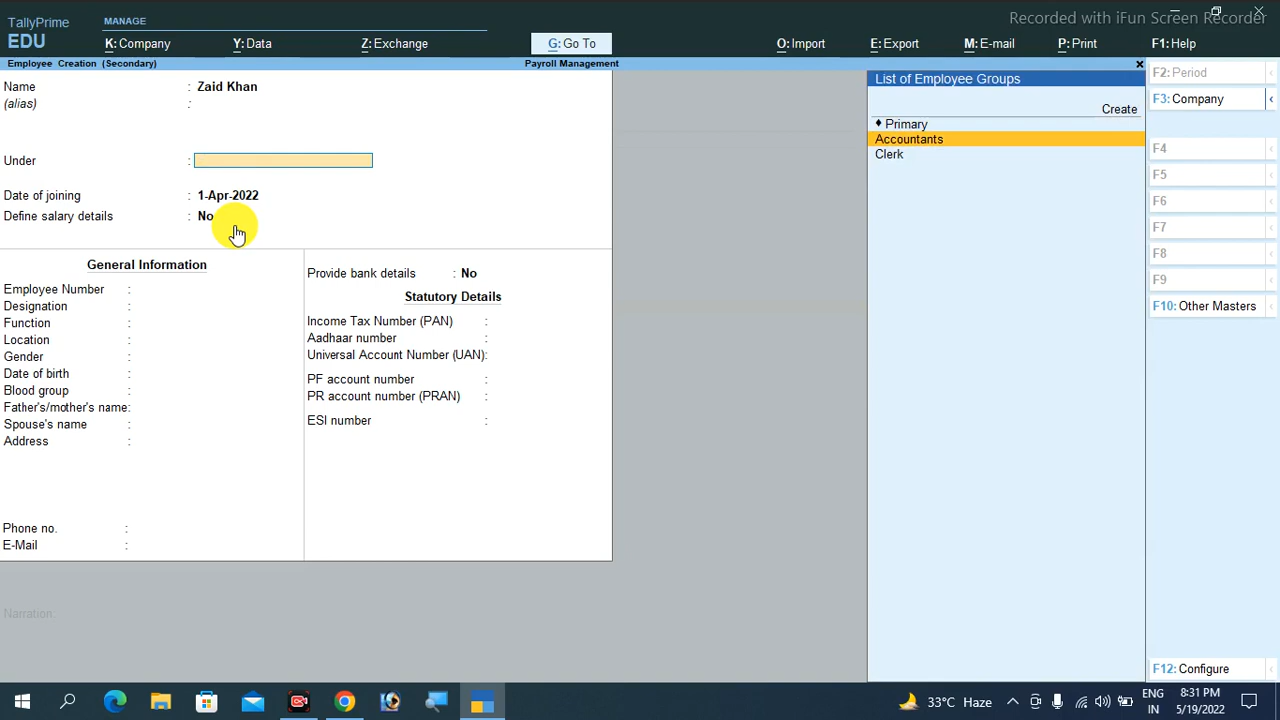 Recorded with iFun Screen Recorder
TallyPrime
EDU
MANAGE
K:Company
Y:Data
Z:Exchange
G:Go To
O:Import
E:Export
M:E-mail
P:Print
F1:Help
Employee Creation (Secondary)
Payroll Management
Name : Zaid Khan
(alias) :
Under :
Date of joining : 1-Apr-2022
Define salary details : No
General Information
Employee Number :
Designation :
Function :
Location :
Gender :
Date of birth :
Blood group :
Father's/mother's name:
Spouse's name :
Address :
Phone no. :
E-Mail :
Provide bank details : No
Statutory Details
Income Tax Number (PAN) :
Aadhaar number :
Universal Account Number (UAN):
PF account number :
PR account number (PRAN) :
ESI number :
Narration:
List of Employee Groups
Create
♦ Primary
Accountants
Clerk
F2: Period
F3: Company
F4
F5
F6
F7
F8
F9
F10: Other Masters
F12: Configure
33°C Haze
ENG
IN
8:31 PM
5/19/2022